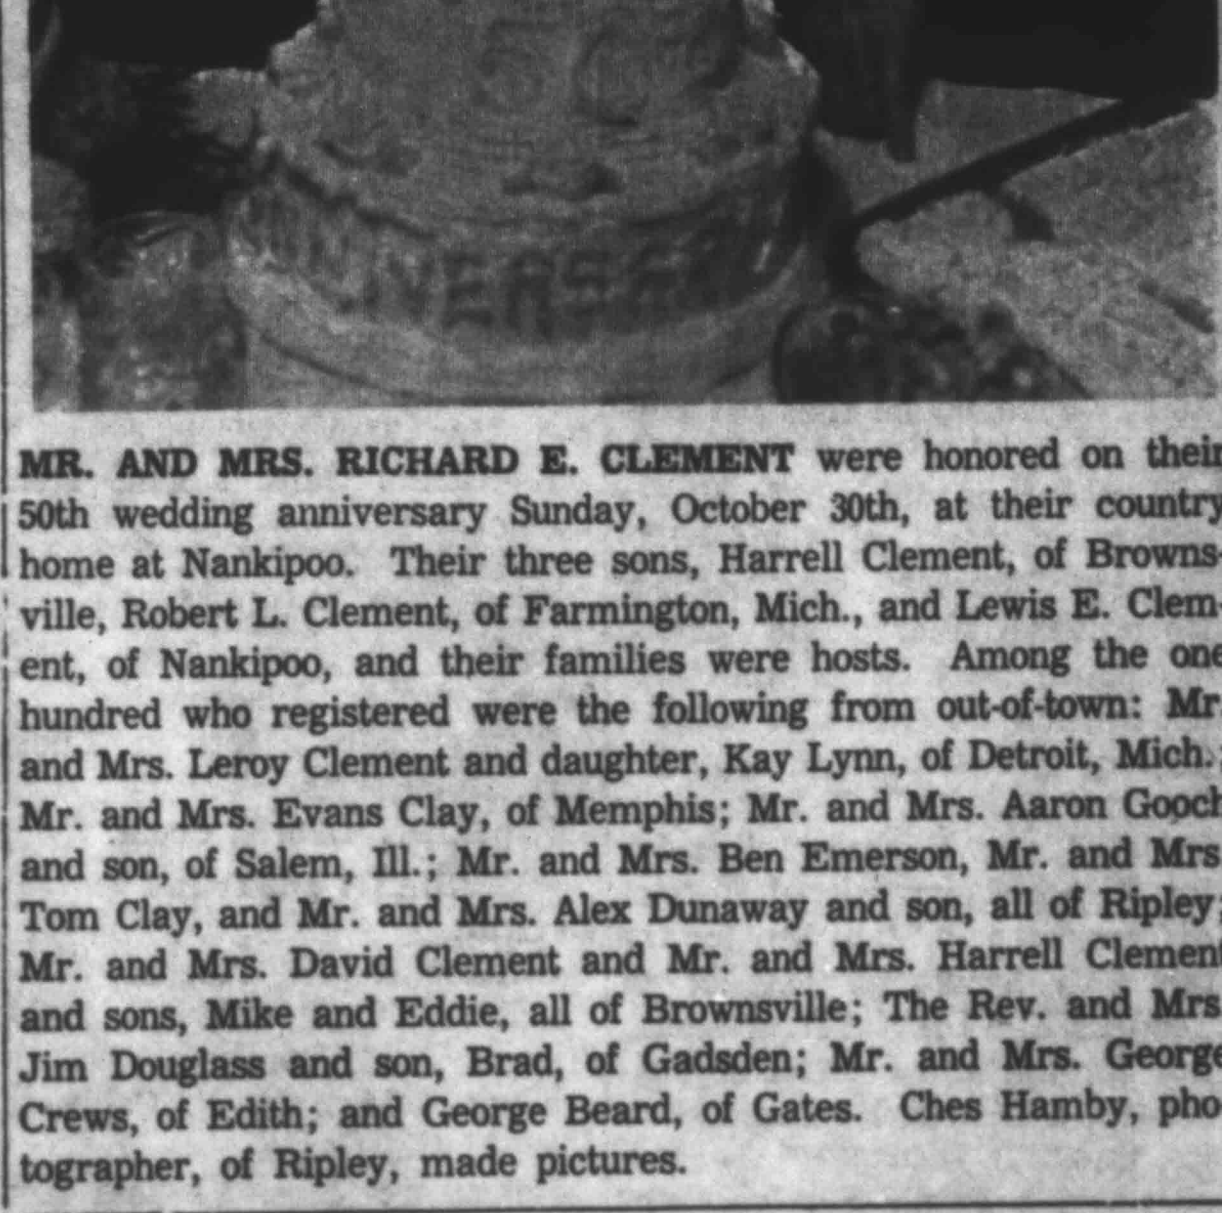 50
ANNIVERSARY
MR. AND MRS. RICHARD E. CLEMENT were honored on their
50th wedding anniversary Sunday, October 30th, at their country
home at Nankipoo. Their three sons, Harrell Clement, of Browns-
ville, Robert L. Clement, of Farmington, Mich., and Lewis E. Clem-
ent, of Nankipoo, and their families were hosts. Among the one
hundred who registered were the following from out-of-town: Mr.
and Mrs. Leroy Clement and daughter, Kay Lynn, of Detroit, Mich.;
Mr. and Mrs. Evans Clay, of Memphis; Mr. and Mrs. Aaron Gooch
and son, of Salem, Ill.; Mr. and Mrs. Ben Emerson, Mr. and Mrs.
Tom Clay, and Mr. and Mrs. Alex Dunaway and son, all of Ripley;
Mr. and Mrs. David Clement and Mr. and Mrs. Harrell Clement
and sons, Mike and Eddie, all of Brownsville; The Rev. and Mrs.
Jim Douglass and son, Brad, of Gadsden; Mr. and Mrs. George
Crews, of Edith; and George Beard, of Gates. Ches Hamby, pho-
tographer, of Ripley, made pictures.